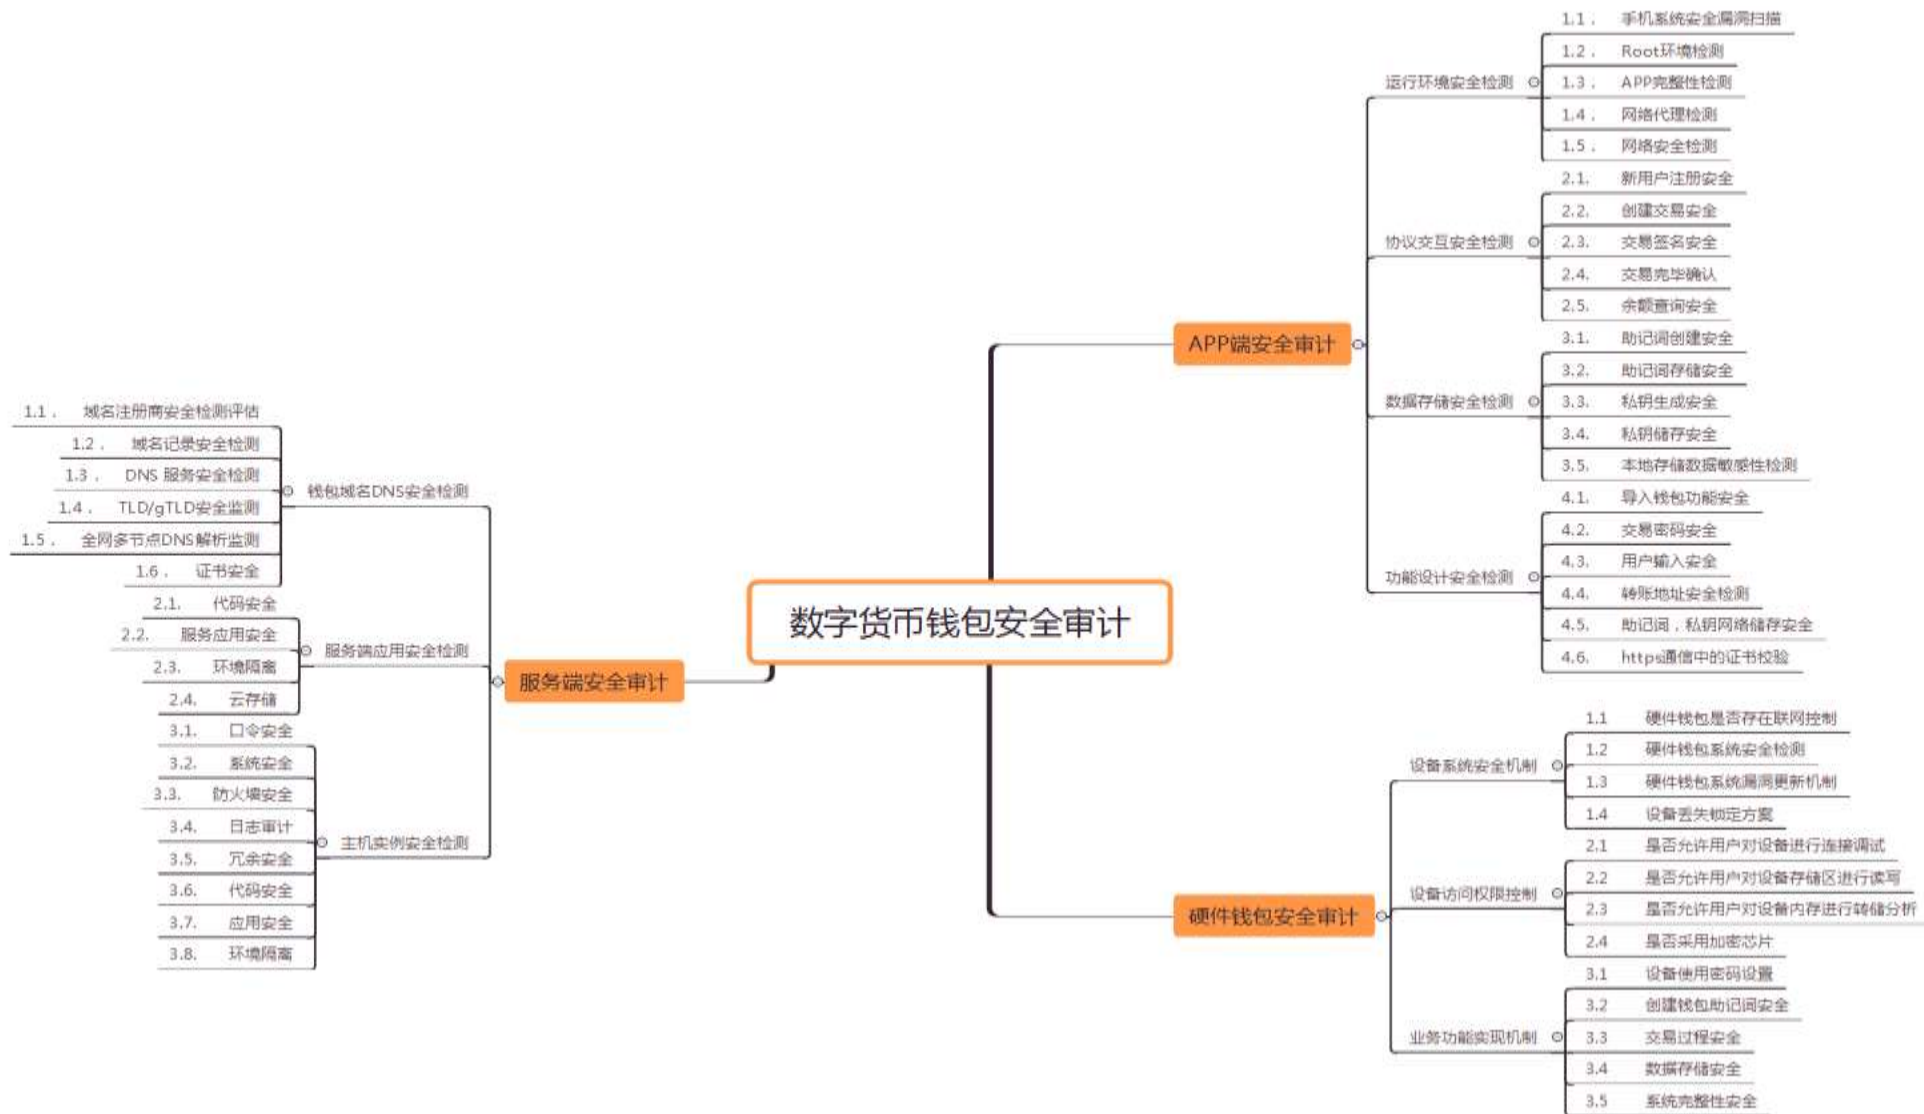 数字货币钱包安全审计
APP端安全审计
运行环境安全检测
1.1. 手机系统安全漏洞扫描
1.2. Root环境检测
1.3. APP完整性检测
1.4. 网络代理检测
1.5. 网络安全检测
协议交互安全检测
2.1. 新用户注册安全
2.2. 创建交易安全
2.3. 交易签名安全
2.4. 交易完毕确认
2.5. 余额查询安全
数据存储安全检测
3.1. 助记词创建安全
3.2. 助记词存储安全
3.3. 私钥生成安全
3.4. 私钥储存安全
3.5. 本地存储数据敏感性检测
功能设计安全检测
4.1. 导入钱包功能安全
4.2. 交易密码安全
4.3. 用户输入安全
4.4. 转账地址安全检测
4.5. 助记词，私钥网络储存安全
4.6. https通信中的证书校验
硬件钱包安全审计
设备系统安全机制
1.1 硬件钱包是否存在联网控制
1.2 硬件钱包系统安全检测
1.3 硬件钱包系统漏洞更新机制
1.4 设备丢失锁定方案
设备访问权限控制
2.1 是否允许用户对设备进行连接调试
2.2 是否允许用户对设备存储区进行读写
2.3 是否允许用户对设备内存进行转储分析
2.4 是否采用加密芯片
业务功能实现机制
3.1 设备使用密码设置
3.2 创建钱包助记词安全
3.3 交易过程安全
3.4 数据存储安全
3.5 系统完整性安全
服务端安全审计
钱包域名DNS安全检测
1.1. 域名注册商安全检测评估
1.2. 域名记录安全检测
1.3. DNS 服务安全检测
1.4. TLD/gTLD安全监测
1.5. 全网多节点DNS解析监测
1.6. 证书安全
服务端应用安全检测
2.1. 代码安全
2.2. 服务应用安全
2.3. 环境隔离
2.4. 云存储
主机实例安全检测
3.1. 口令安全
3.2. 系统安全
3.3. 防火墙安全
3.4. 日志审计
3.5. 冗余安全
3.6. 代码安全
3.7. 应用安全
3.8. 环境隔离